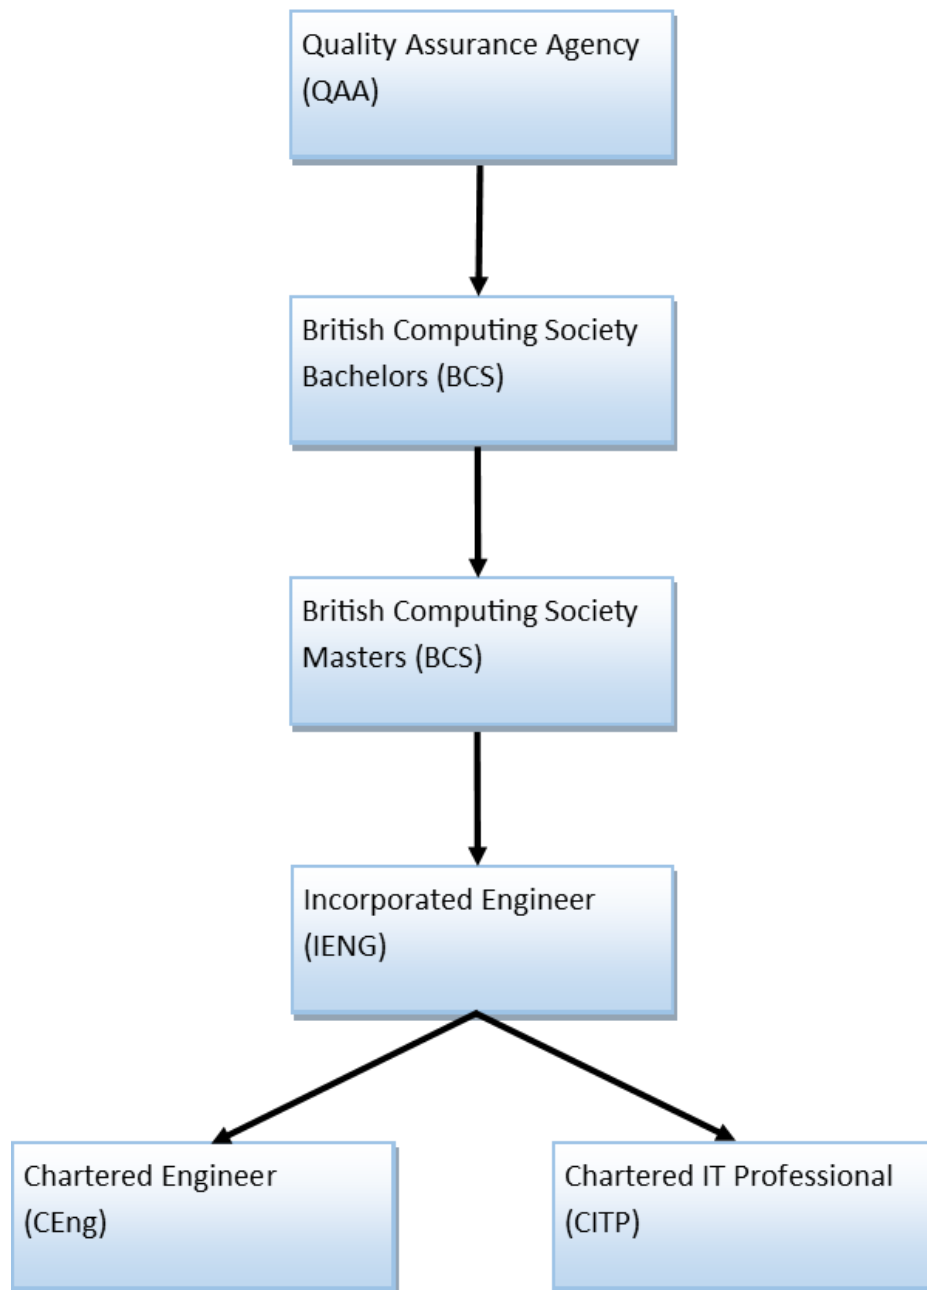 Quality Assurance Agency
(QAA)
British Computing Society
Bachelors (BCS)
British Computing Society
Masters (BCS)
Incorporated Engineer
(IENG)
Chartered Engineer
(CEng)
Chartered IT Professional
(CITP)